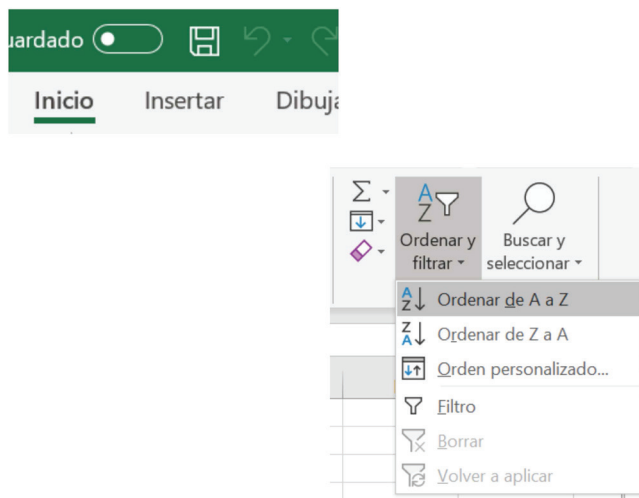 uardado
Inicio Insertar Dibuja
Ordenar y filtrar
Buscar y seleccionar
Ordenar de A a Z
Ordenar de Z a A
Orden personalizado...
Filtro
Borrar
Volver a aplicar